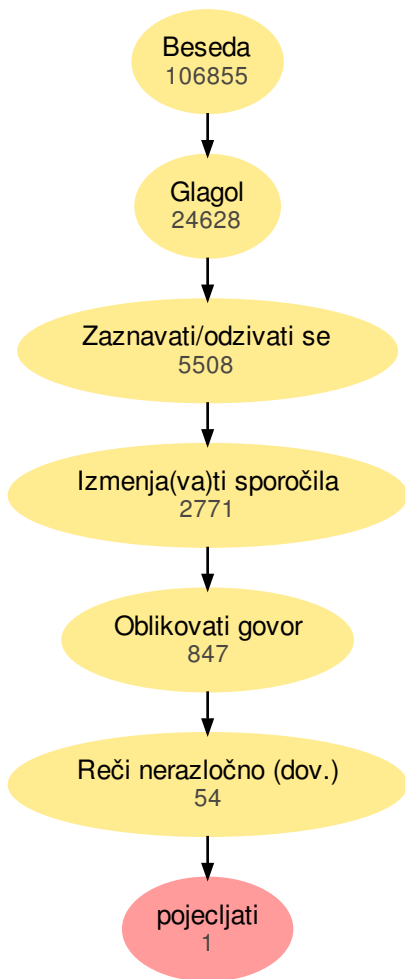 Beseda
106855
Glagol
24628
Zaznavati/odzivati se
5508
Izmenja(va)ti sporočila
2771
Oblikovati govor
847
Reči nerazločno (dov.)
54
pojecljati
1